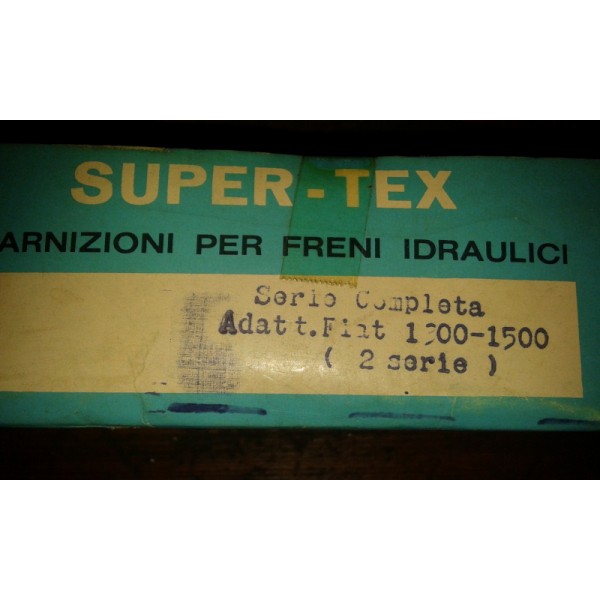 SUPER-TEX
ARNIZIONI PER FRENI IDRAULICI
Serie Completa
Adatt.Fiat 1300-1500
( 2 serie )